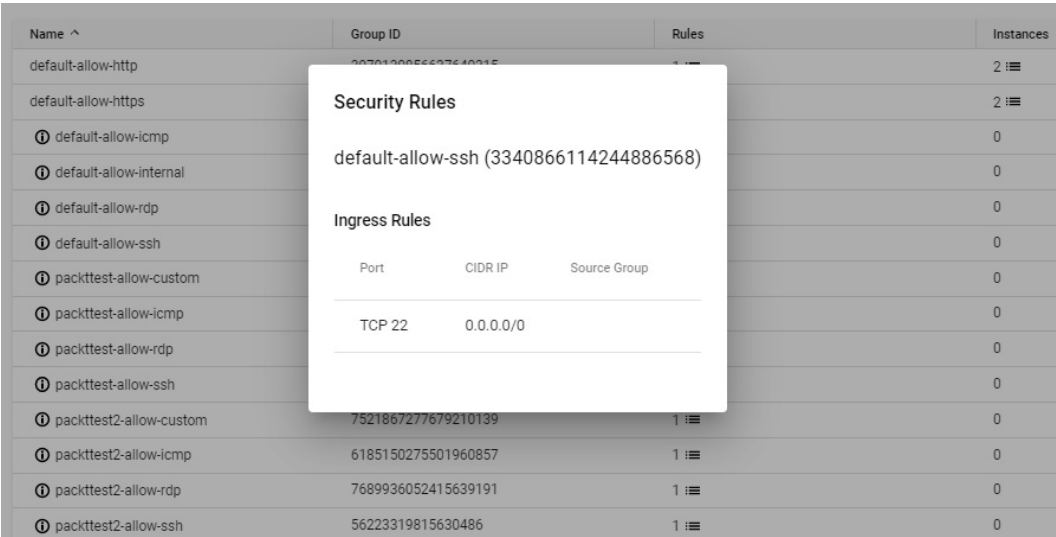 Name ^ Group ID Rules Instances
default-allow-http 1 2
default-allow-https 2
default-allow-icmp 0
default-allow-internal 0
default-allow-rdp 0
default-allow-ssh 0
packttest-allow-custom 0
packttest-allow-icmp 0
packttest-allow-rdp 0
packttest-allow-ssh 0
packttest2-allow-custom 7521867277679210139 1 0
packttest2-allow-icmp 6185150275501960857 1 0
packttest2-allow-rdp 7689936052415639191 1 0
packttest2-allow-ssh 56223319815630486 1 0
Security Rules
default-allow-ssh (3340866114244886568)
Ingress Rules
Port CIDR IP Source Group
TCP 22 0.0.0.0/0